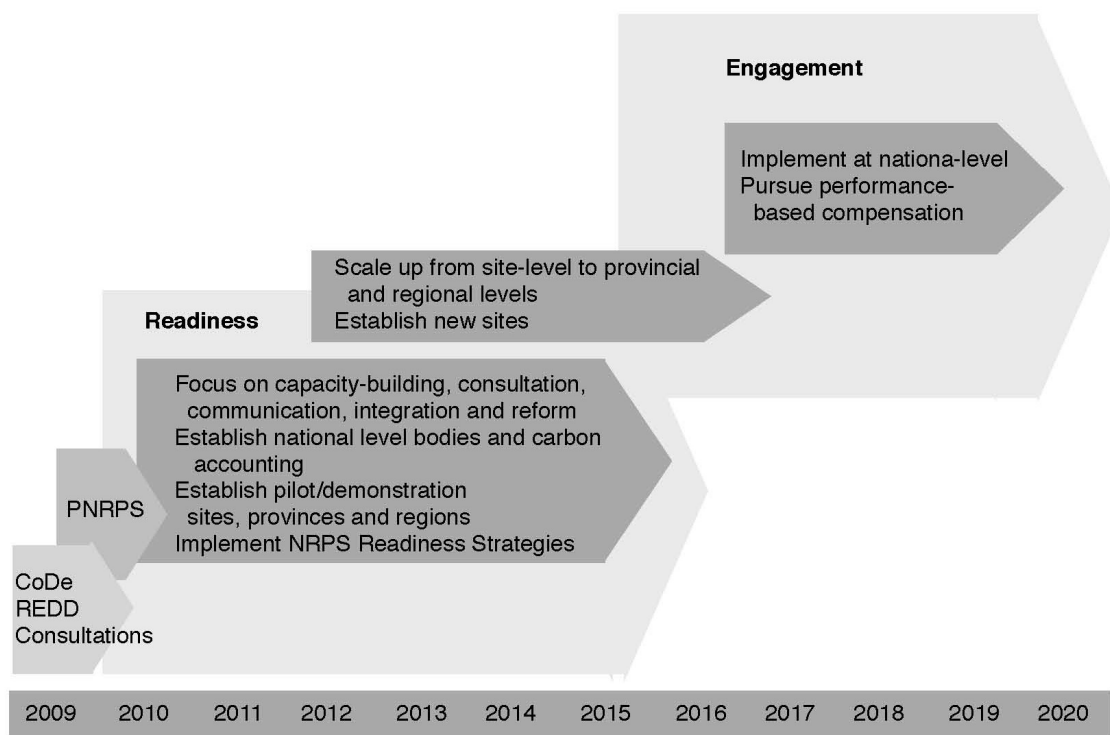 Engagement
Implement at nationa-level
Pursue performance-
based compensation
Scale up from site-level to provincial
and regional levels
Establish new sites
Readiness
Focus on capacity-building, consultation,
communication, integration and reform
Establish national level bodies and carbon
accounting
Establish pilot/demonstration
sites, provinces and regions
Implement NRPS Readiness Strategies
PNRPS
CoDe
REDD
Consultations
2009 2010 2011 2012 2013 2014 2015 2016 2017 2018 2019 2020